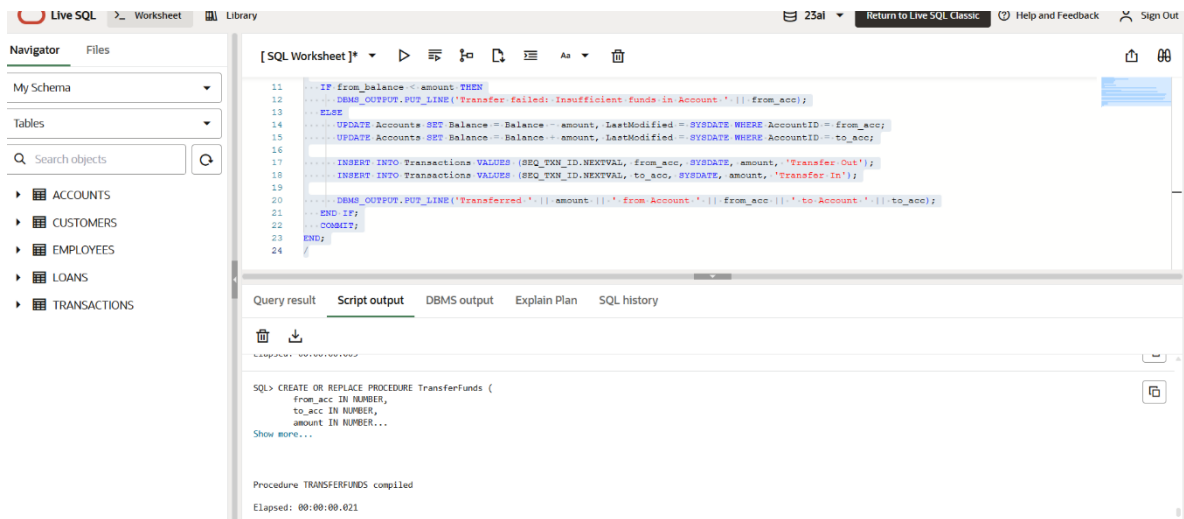 Live SQL >_ Worksheet Library 23ai Return to Live SQL Classic Help and Feedback Sign Out
Navigator Files
My Schema
Tables
Search objects
ACCOUNTS
CUSTOMERS
EMPLOYEES
LOANS
TRANSACTIONS
[ SQL Worksheet ]* Aa
11 IF from_balance < amount THEN
12 DBMS_OUTPUT.PUT_LINE('Transfer failed: Insufficient funds in Account ' || from_acc);
13 ELSE
14 UPDATE Accounts SET Balance = Balance - amount, LastModified = SYSDATE WHERE AccountID = from_acc;
15 UPDATE Accounts SET Balance = Balance + amount, LastModified = SYSDATE WHERE AccountID = to_acc;
16
17 INSERT INTO Transactions VALUES (SEQ_TXN_ID.NEXTVAL, from_acc, SYSDATE, amount, 'Transfer Out');
18 INSERT INTO Transactions VALUES (SEQ_TXN_ID.NEXTVAL, to_acc, SYSDATE, amount, 'Transfer In');
19
20 DBMS_OUTPUT.PUT_LINE('Transferred ' || amount || ' from Account ' || from_acc || ' to Account ' || to_acc);
21 END IF;
22 COMMIT;
23 END;
24 /
Query result Script output DBMS output Explain Plan SQL history
Elapsed: 00:00:00.005
SQL> CREATE OR REPLACE PROCEDURE TransferFunds (
from_acc IN NUMBER,
to_acc IN NUMBER,
amount IN NUMBER...
Show more...
Procedure TRANSFERFUNDS compiled
Elapsed: 00:00:00.021